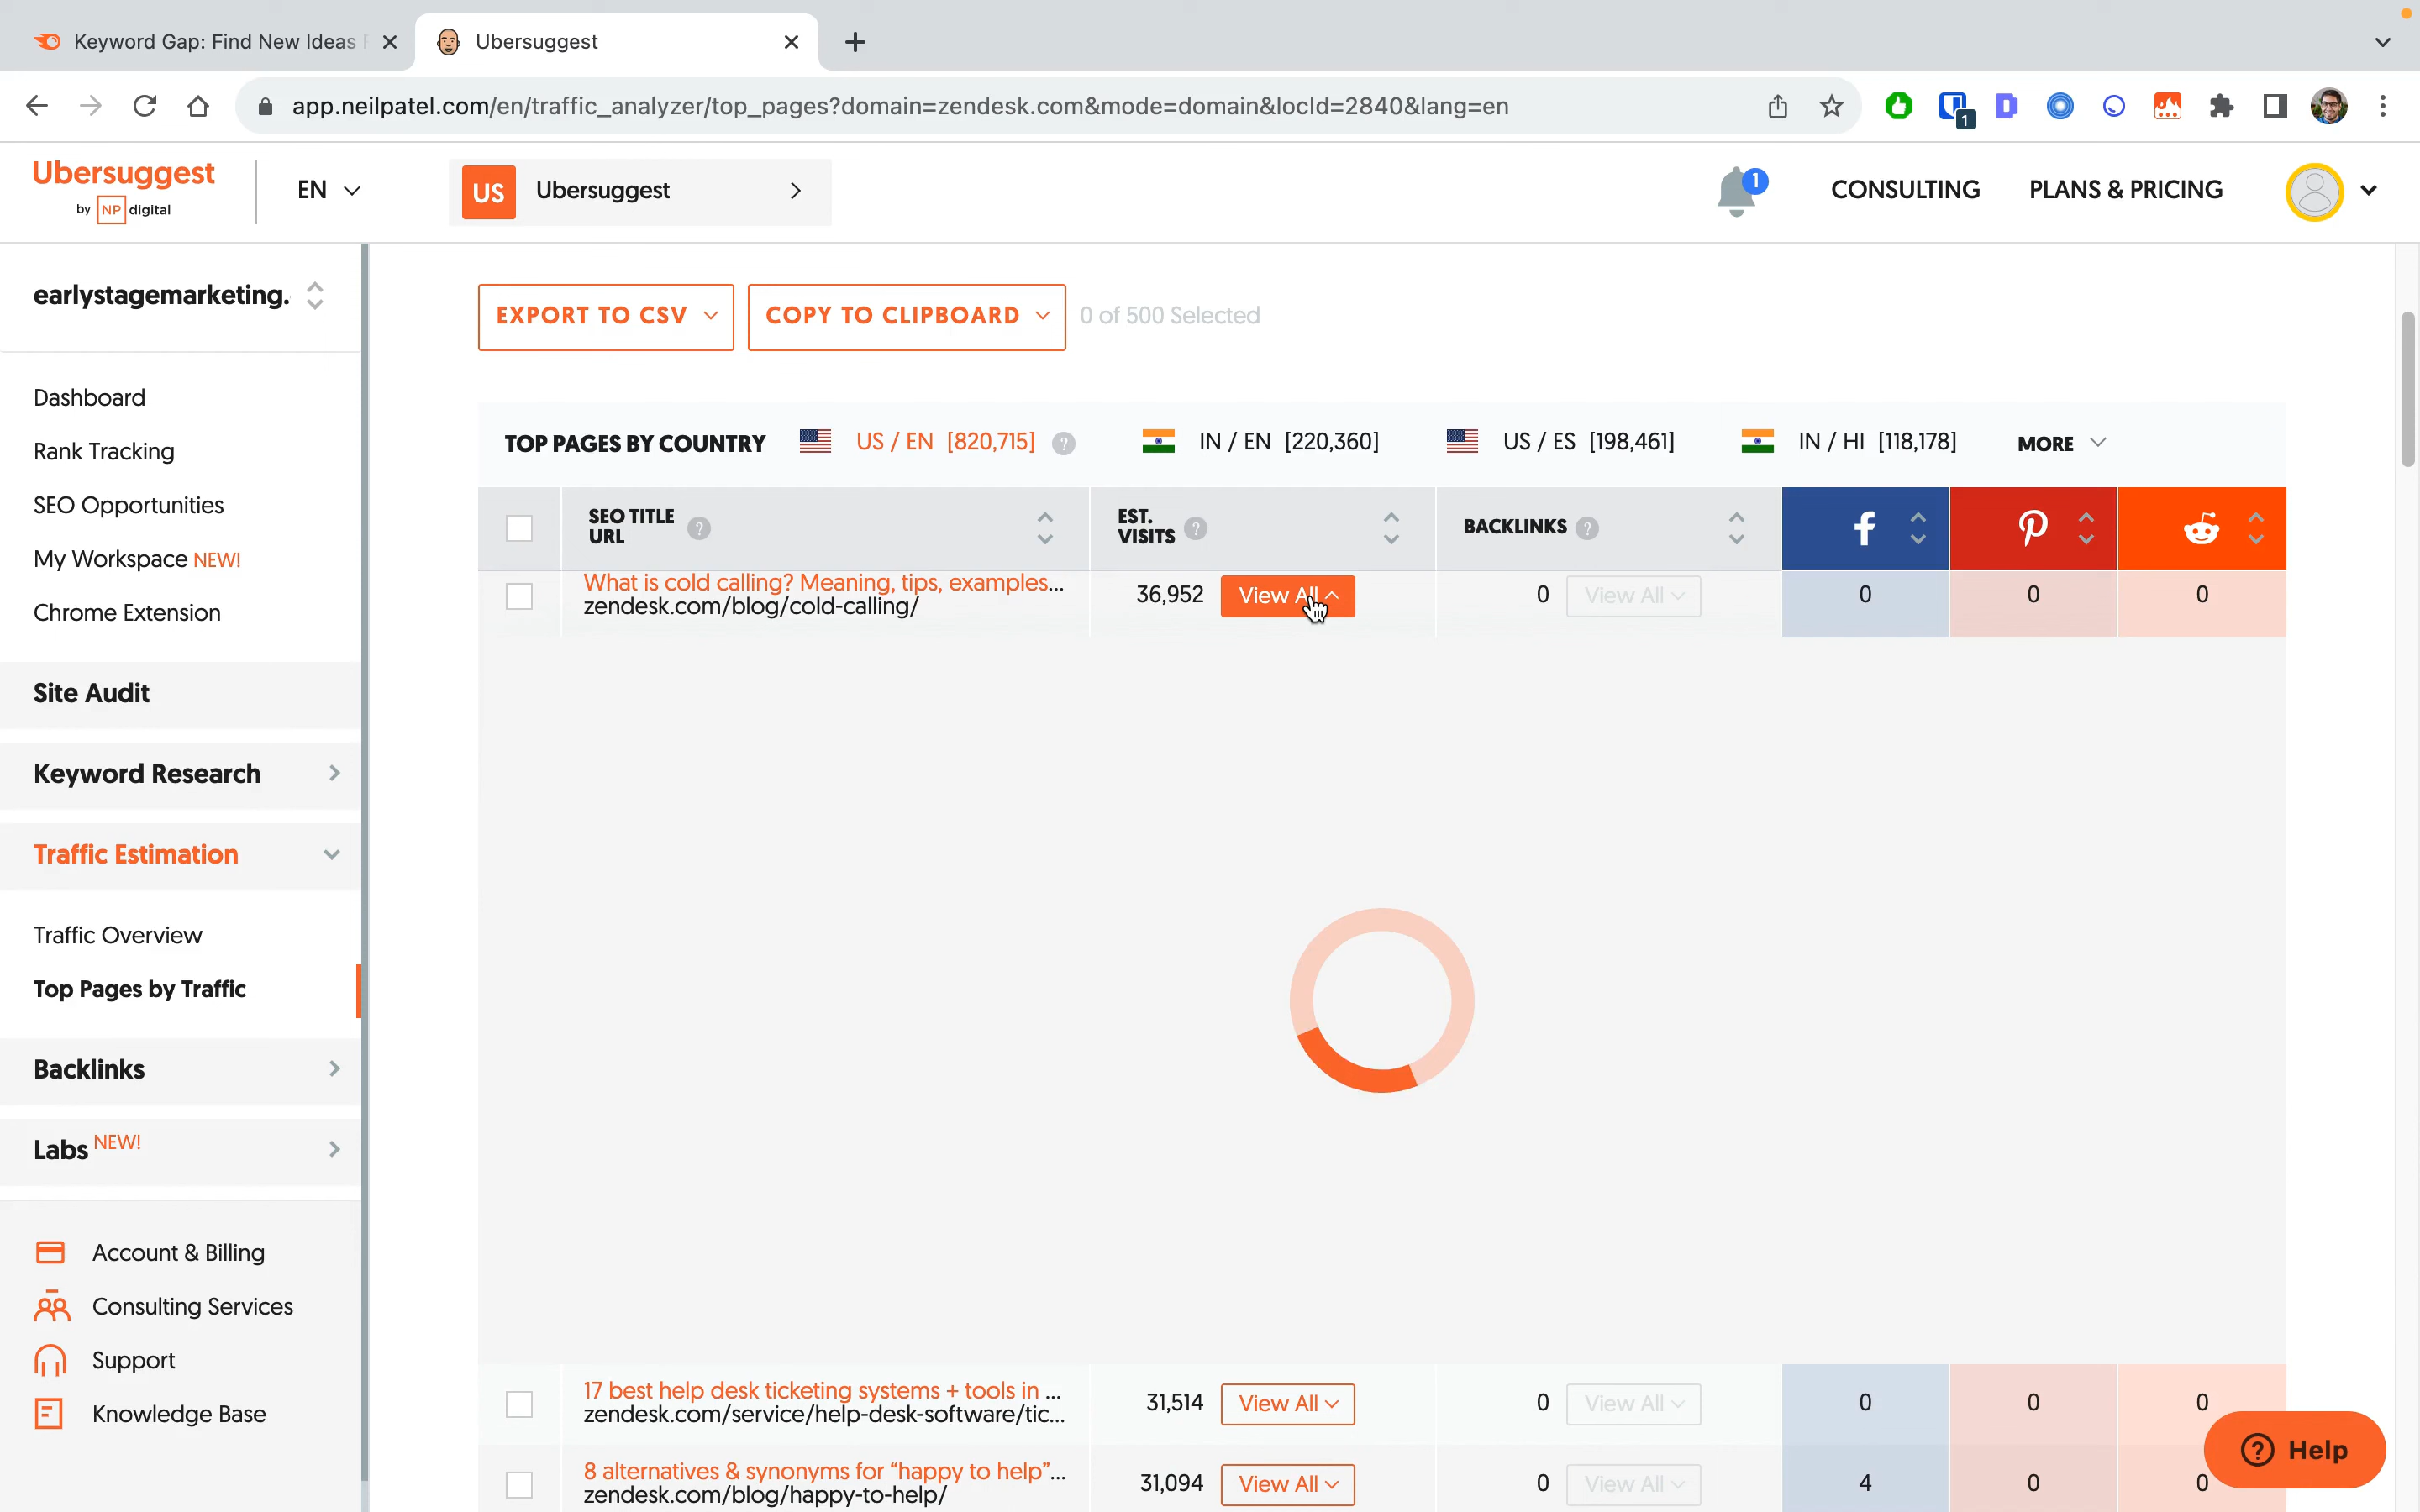 Keyword Gap: Find New Ideas
Ubersuggest
app.neilpatel.com/en/traffic_analyzer/top_pages?domain=zendesk.com&mode=domain&locId=2840&lang=en
1
Ubersuggest
by NP digital
EN
US
Ubersuggest
1
CONSULTING
PLANS & PRICING
earlystagemarketing.
Dashboard
Rank Tracking
SEO Opportunities
My Workspace NEW!
Chrome Extension
Site Audit
Keyword Research
Traffic Estimation
Traffic Overview
Top Pages by Traffic
Backlinks
Labs NEW!
Account & Billing
Consulting Services
Support
Knowledge Base
EXPORT TO CSV
COPY TO CLIPBOARD
0 of 500 Selected
TOP PAGES BY COUNTRY
US / EN [820,715] ?
IN / EN [220,360]
US / ES [198,461]
IN / HI [118,178]
MORE
SEO TITLE
URL ?
EST.
VISITS ?
BACKLINKS ?
What is cold calling? Meaning, tips, examples...
zendesk.com/blog/cold-calling/
36,952 View All 0 View All 0 0 0
17 best help desk ticketing systems + tools in ...
zendesk.com/service/help-desk-software/tic...
31,514 View All 0 View All 0 0 0
8 alternatives & synonyms for “happy to help”...
zendesk.com/blog/happy-to-help/
31,094 View All 0 View All 4 0 0
? Help